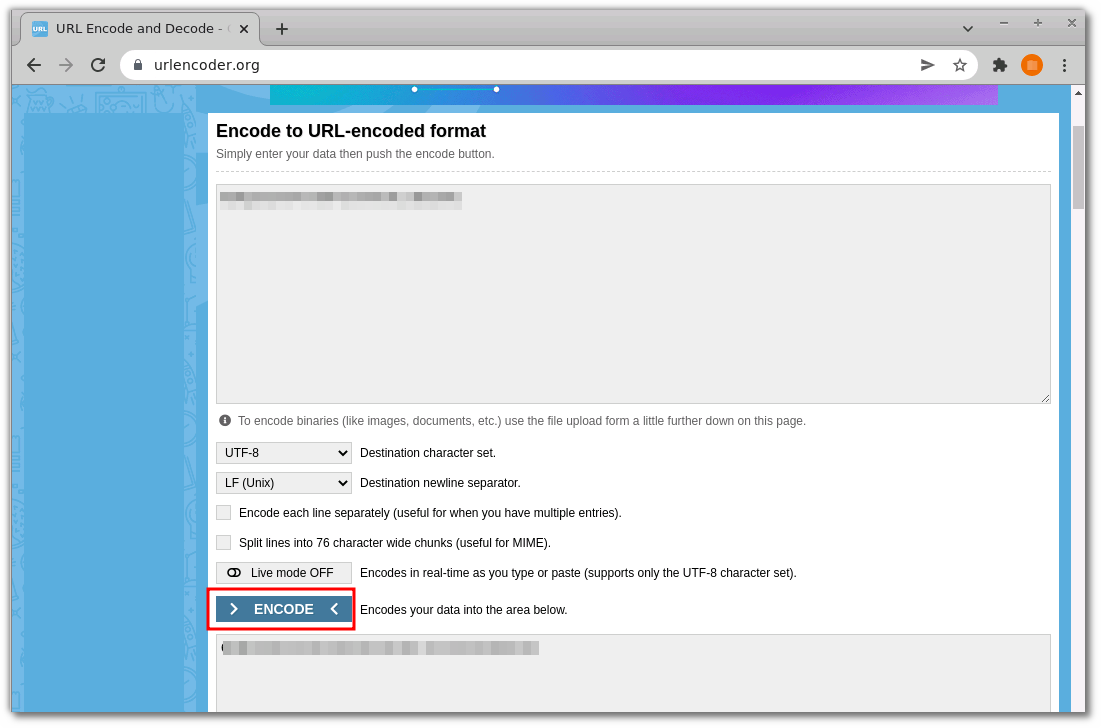 URL URL Encode and Decode -
urlencoder.org
Encode to URL-encoded format
Simply enter your data then push the encode button.
To encode binaries (like images, documents, etc.) use the file upload form a little further down on this page.
UTF-8 Destination character set.
LF (Unix) Destination newline separator.
Encode each line separately (useful for when you have multiple entries).
Split lines into 76 character wide chunks (useful for MIME).
Live mode OFF Encodes in real-time as you type or paste (supports only the UTF-8 character set).
> ENCODE < Encodes your data into the area below.